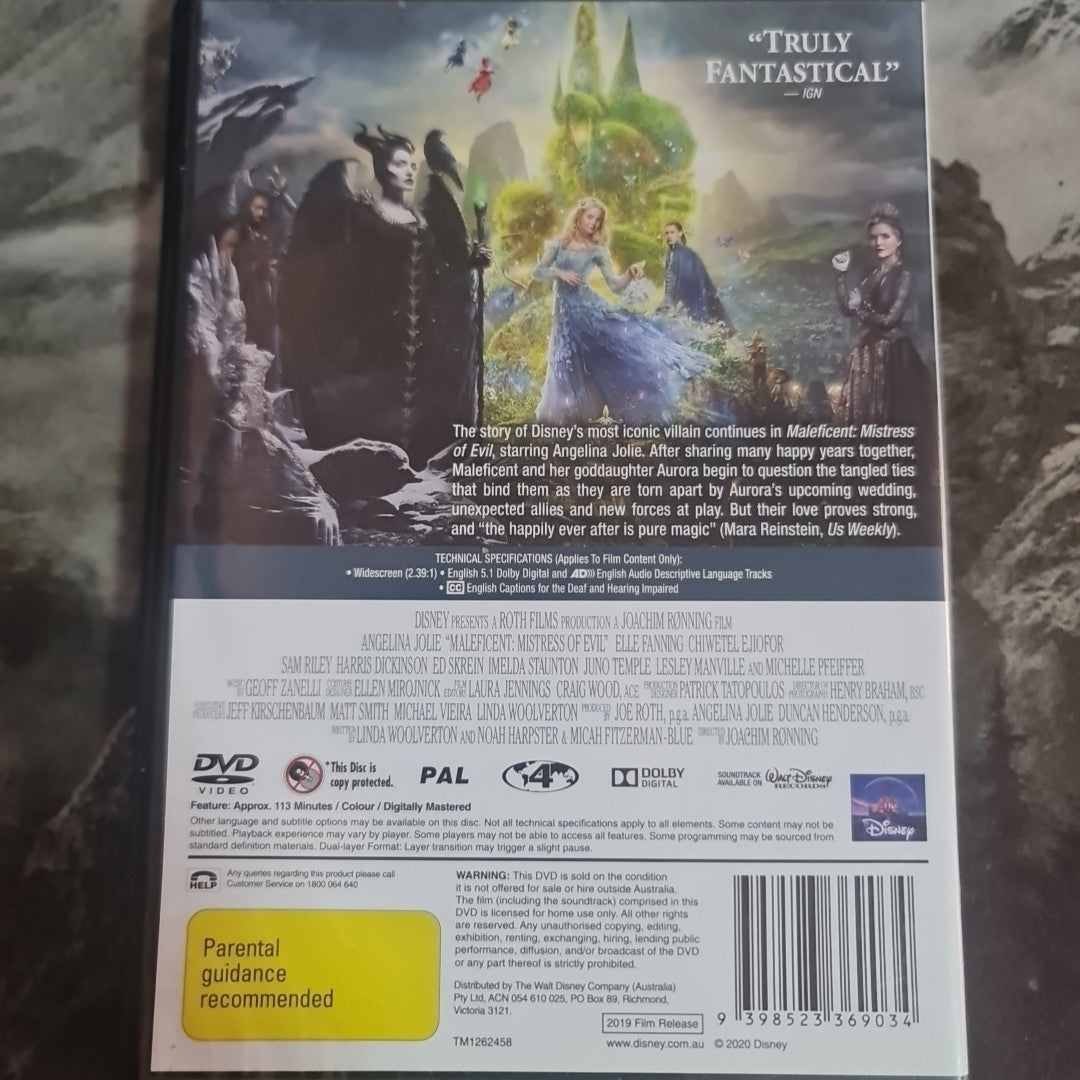 “TRULY
FANTASTICAL”
— IGN
The story of Disney's most iconic villain continues in Maleficent: Mistress
of Evil, starring Angelina Jolie. After sharing many happy years together,
Maleficent and her goddaughter Aurora begin to question the tangled ties
that bind them as they are torn apart by Aurora's upcoming wedding,
unexpected allies and new forces at play. But their love proves strong,
and “the happily ever after is pure magic” (Mara Reinstein, Us Weekly).
TECHNICAL SPECIFICATIONS (Applies To Film Content Only):
• Widescreen (2.39:1) • English 5.1 Dolby Digital and AD))) English Audio Descriptive Language Tracks
• CC English Captions for the Deaf and Hearing Impaired
DISNEY PRESENTS A ROTH FILMS PRODUCTION A JOACHIM RØNNING FILM
ANGELINA JOLIE “MALEFICENT: MISTRESS OF EVIL” ELLE FANNING CHIWETEL EJIOFOR
SAM RILEY HARRIS DICKINSON ED SKREIN IMELDA STAUNTON JUNO TEMPLE LESLEY MANVILLE AND MICHELLE PFEIFFER
MUSIC BY GEOFF ZANELLI COSTUME DESIGNER ELLEN MIROJNICK FILM EDITORS LAURA JENNINGS CRAIG WOOD, ACE PRODUCTION DESIGNER PATRICK TATOPOULOS DIRECTOR OF PHOTOGRAPHY HENRY BRAHAM, BSC
EXECUTIVE PRODUCERS JEFF KIRSCHENBAUM MATT SMITH MICHAEL VIEIRA LINDA WOOLVERTON PRODUCED BY JOE ROTH, p.g.a. ANGELINA JOLIE DUNCAN HENDERSON, p.g.a.
WRITTEN BY LINDA WOOLVERTON AND NOAH HARPSTER & MICAH FITZERMAN-BLUE DIRECTED BY JOACHIM RØNNING
DVD
VIDEO
*This Disc is
copy protected.
PAL
4
DOLBY
DIGITAL
SOUNDTRACK
AVAILABLE ON
WALT DISNEY
RECORDS
Disney
Feature: Approx. 113 Minutes / Colour / Digitally Mastered
Other language and subtitle options may be available on this disc. Not all technical specifications apply to all elements. Some content may not be
subtitled. Playback experience may vary by player. Some players may not be able to access all features. Some programming may be sourced from
standard definition materials. Dual-layer Format: Layer transition may trigger a slight pause.
HELP
Any queries regarding this product please call
Customer Service on 1800 064 640
Parental
guidance
recommended
WARNING: This DVD is sold on the condition
it is not offered for sale or hire outside Australia.
The film (including the soundtrack) comprised in this
DVD is licensed for home use only. All other rights
are reserved. Any unauthorised copying, editing,
exhibition, renting, exchanging, hiring, lending public
performance, diffusion, and/or broadcast of the DVD
or any part thereof is strictly prohibited.
Distributed by The Walt Disney Company (Australia)
Pty Ltd, ACN 054 610 025, PO Box 89, Richmond,
Victoria 3121.
2019 Film Release
TM1262458
9 398523 369034
www.disney.com.au © 2020 Disney